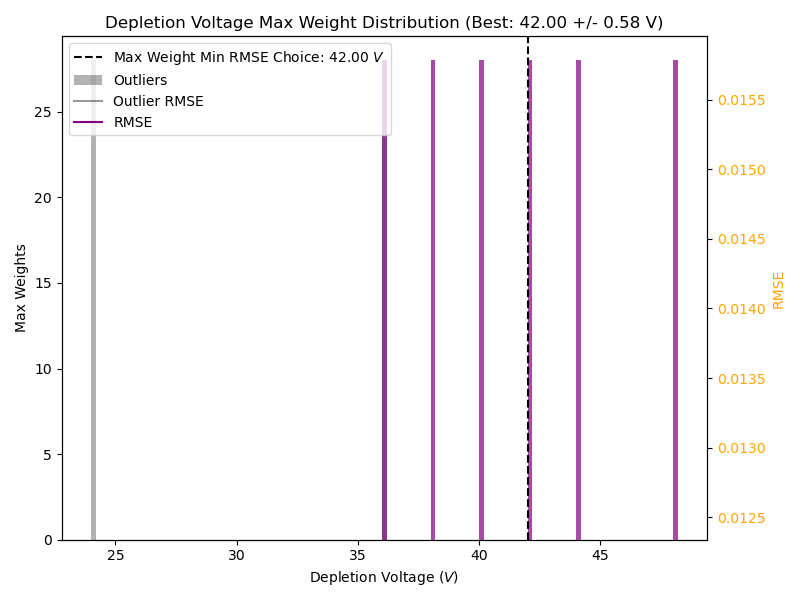 Depletion Voltage Max Weight Distribution (Best: 42.00 +/- 0.58 V)
Max Weight Min RMSE Choice: 42.00 V
Outliers
Outlier RMSE
RMSE
Max Weights
25
20
15
10
5
0
0.0155
0.0150
0.0145
0.0140
0.0135
0.0130
0.0125
RMSE
25 30 35 40 45
Depletion Voltage (V)